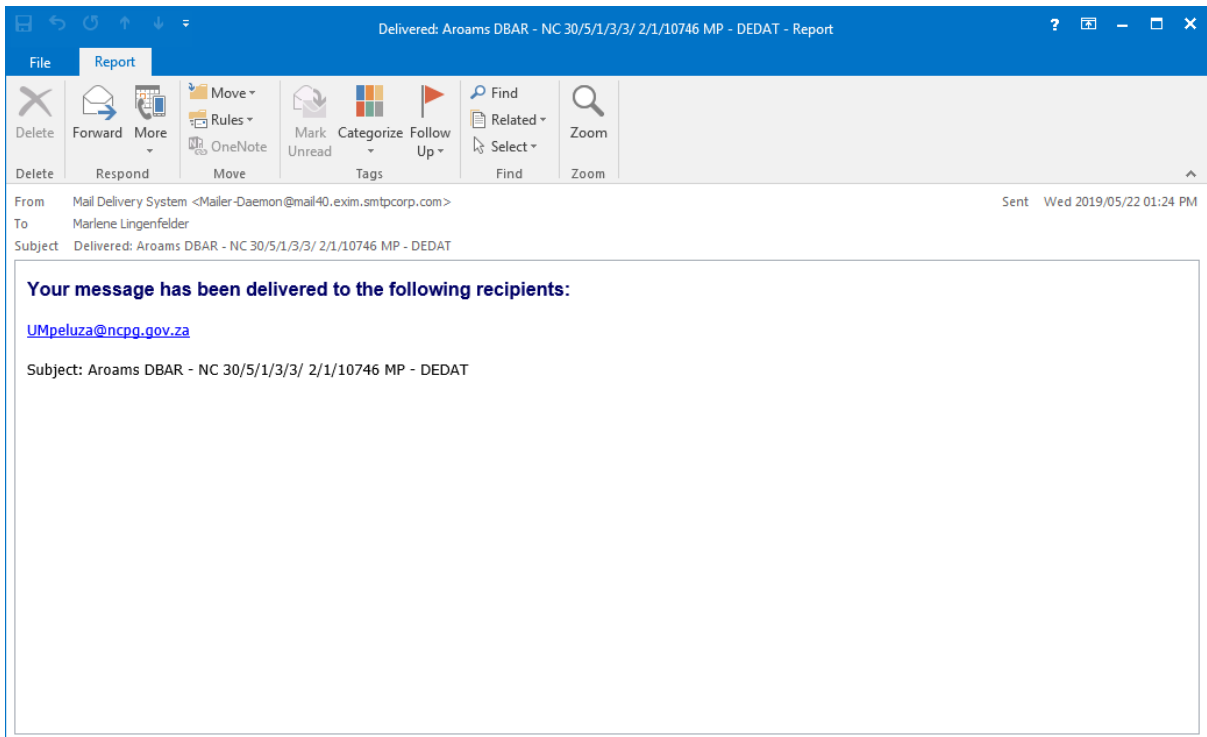 Delivered: Aroams DBAR - NC 30/5/1/3/3/ 2/1/10746 MP - DEDAT - Report
?
File Report
Delete
Forward
More
Move
Rules
OneNote
Mark Unread
Categorize
Follow Up
Find
Related
Select
Zoom
Delete Respond Move Tags Find Zoom
From Mail Delivery System <Mailer-Daemon@mail40.exim.smtpcorp.com> Sent Wed 2019/05/22 01:24 PM
To Marlene Lingenfelder
Subject Delivered: Aroams DBAR - NC 30/5/1/3/3/ 2/1/10746 MP - DEDAT
Your message has been delivered to the following recipients:
UMpeluza@ncpg.gov.za
Subject: Aroams DBAR - NC 30/5/1/3/3/ 2/1/10746 MP - DEDAT